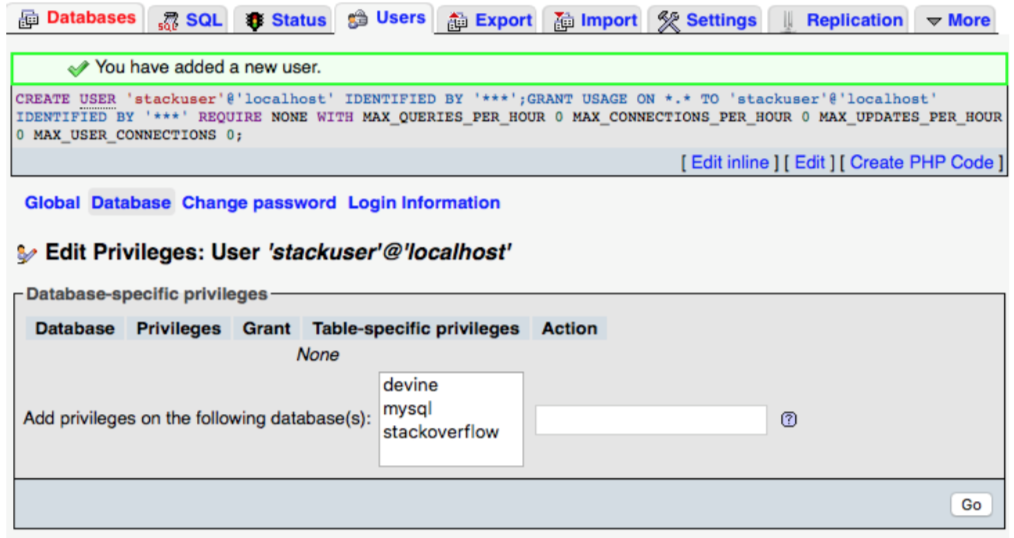 Databases SQL Status Users Export Import Settings Replication More
You have added a new user.
CREATE USER 'stackuser'@'localhost' IDENTIFIED BY '***';GRANT USAGE ON *.* TO 'stackuser'@'localhost'
IDENTIFIED BY '***' REQUIRE NONE WITH MAX_QUERIES_PER_HOUR 0 MAX_CONNECTIONS_PER_HOUR 0 MAX_UPDATES_PER_HOUR
0 MAX_USER_CONNECTIONS 0;
[ Edit inline ] [ Edit ] [ Create PHP Code ]
Global Database Change password Login Information
Edit Privileges: User 'stackuser'@'localhost'
Database-specific privileges
Database Privileges Grant Table-specific privileges Action
None
Add privileges on the following database(s):
devine
mysql
stackoverflow
Go